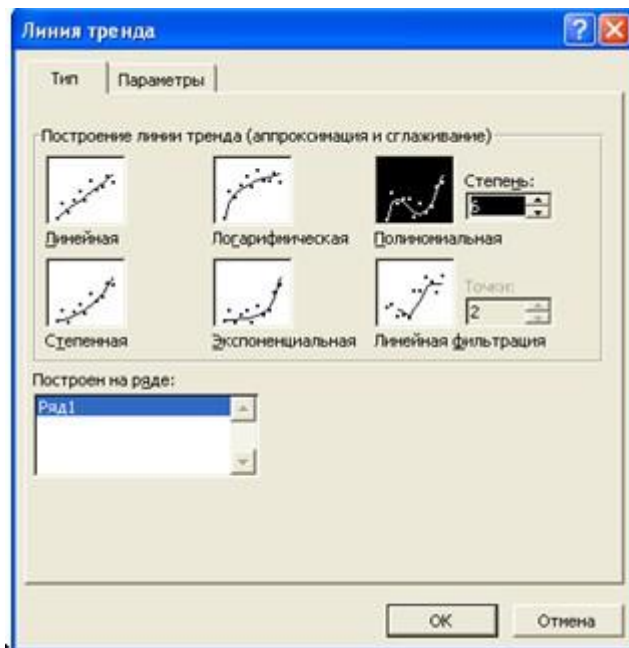 Линия тренда
Тип
Параметры
Построение линии тренда (аппроксимация и сглаживание)
Линейная
Логарифмическая
Полиномиальная
Степень:
Степенная
Экспоненциальная
Линейная фильтрация
Точки:
2
Построен на ряде:
Ряд1
ОК
Отмена